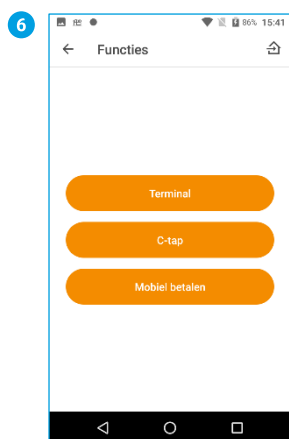 6
86% 15:41
Functies
Terminal
C-tap
Mobiel betalen